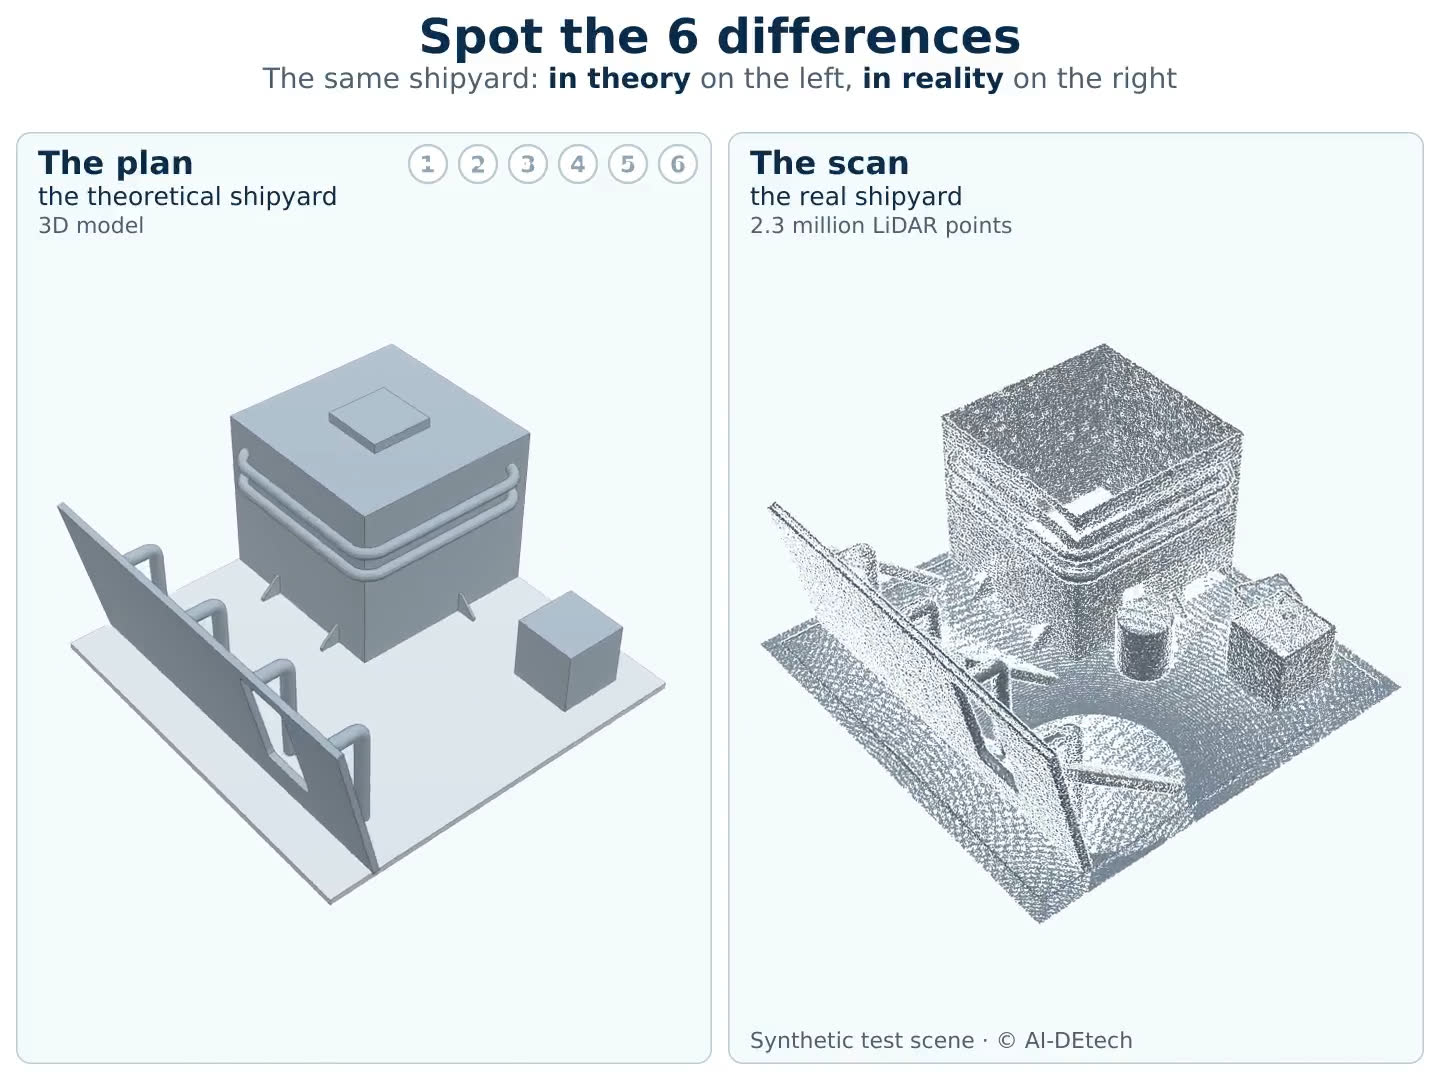 Spot the 6 differences
The same shipyard: in theory on the left, in reality on the right
The plan
1 2 3 4 5 6
the theoretical shipyard
3D model
The scan
the real shipyard
2.3 million LiDAR points
Synthetic test scene · © AI-DEtech